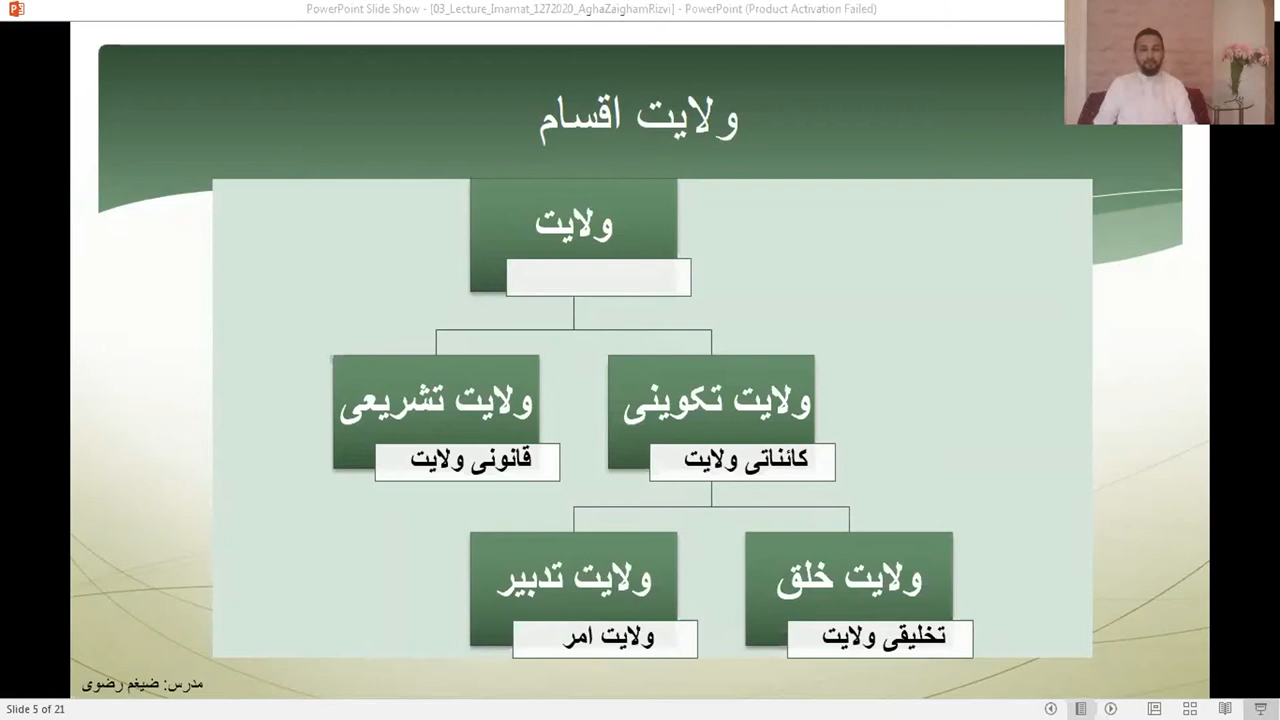 PowerPoint Slide Show - [03_Lecture_Imamat_1272020_AghaZaighamRizvi] - PowerPoint (Product Activation Failed)
ولایت اقسام
ولایت
ولایت تکوینی
کائناتی ولایت
ولایت تشریعی
قانونی ولایت
ولایت خلق
تخلیقی ولایت
ولایت تدبیر
ولایت امر
مدرس: ضیغم رضوی
Slide 5 of 21